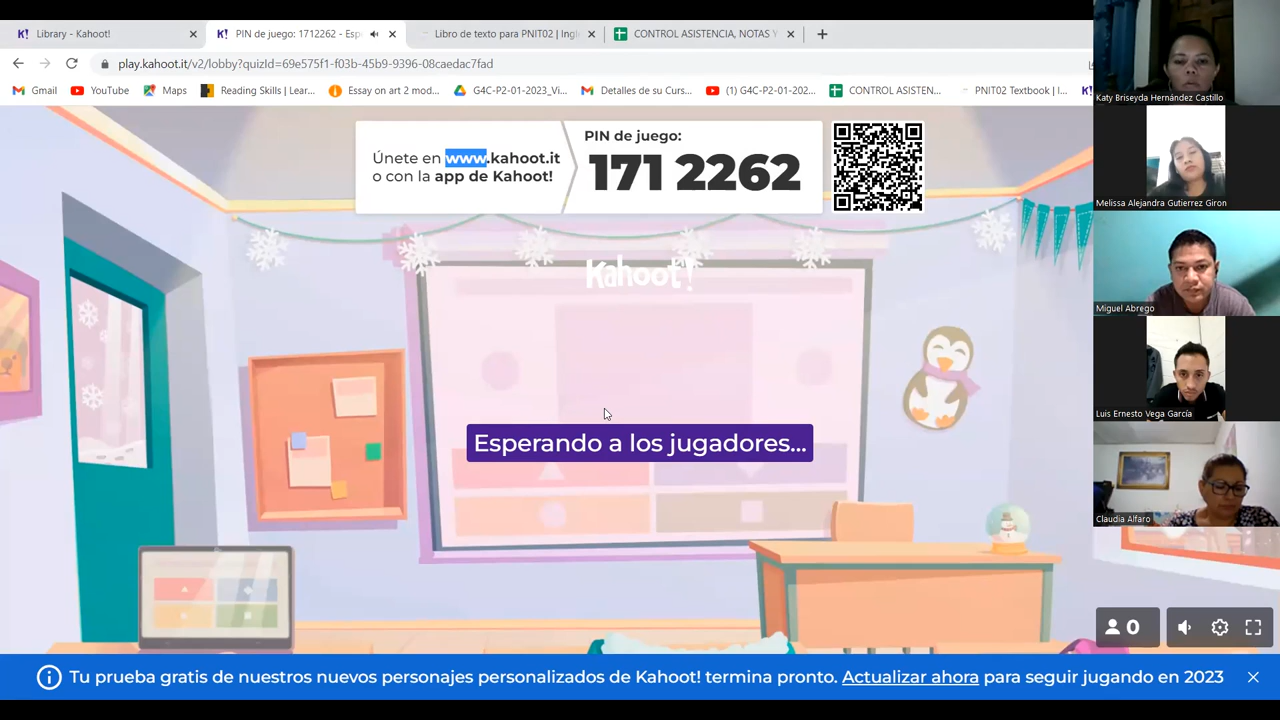 Library - Kahoot!
PIN de juego: 1712262 - Esp
Libro de texto para PNIT02 | Ingl
CONTROL ASISTENCIA, NOTAS Y
play.kahoot.it/v2/lobby?quizId=69e575f1-f03b-45b9-9396-08caedac7fad
Gmail
YouTube
Maps
Reading Skills | Lear...
Essay on art 2 mod...
G4C-P2-01-2023_Vi...
Detalles de su Curs...
(1) G4C-P2-01-202...
CONTROL ASISTEN...
PNIT02 Textbook | I...
Únete en www.kahoot.it
o con la app de Kahoot!
PIN de juego:
171 2262
Kahoot!
Esperando a los jugadores...
Katy Briseyda Hernández Castillo
Melissa Alejandra Gutierrez Giron
Miguel Abrego
Luis Ernesto Vega García
Claudia Alfaro
0
Tu prueba gratis de nuestros nuevos personajes personalizados de Kahoot! termina pronto. Actualizar ahora para seguir jugando en 2023